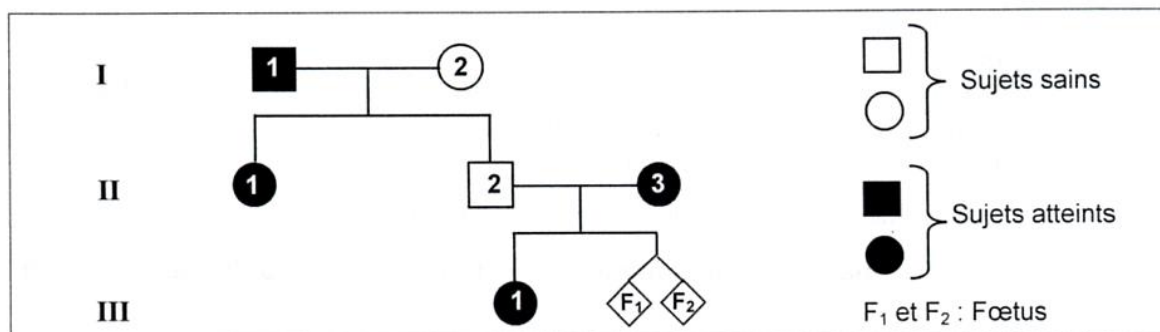 I
1 2
Sujets sains
II
1 2 3
Sujets atteints
III
1 F₁ F₂
F₁ et F₂ : Fœtus